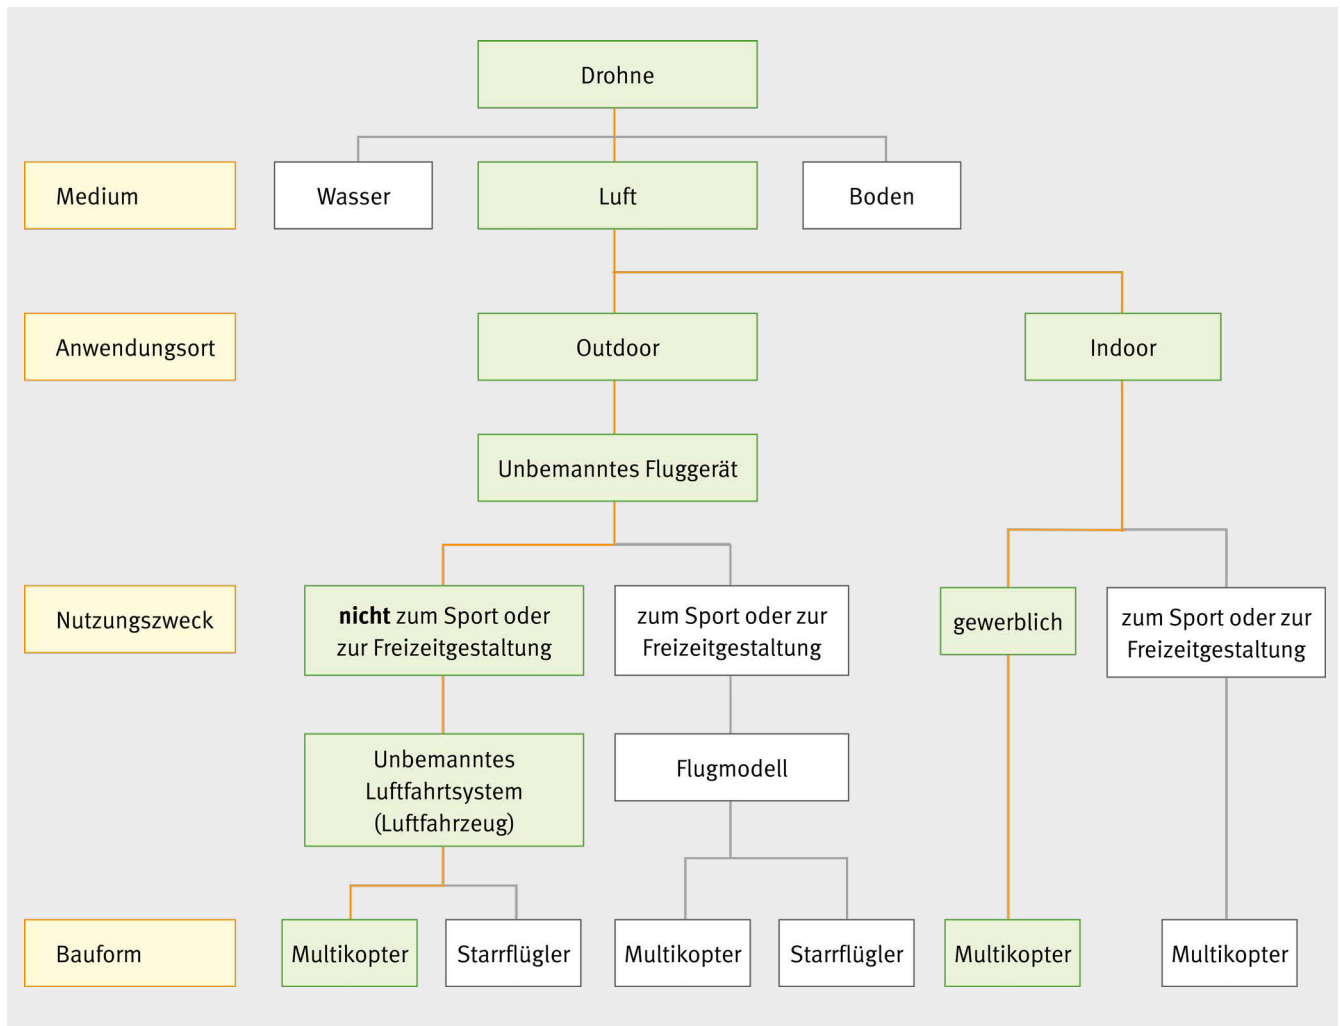 Drohne
Medium
Wasser
Luft
Boden
Anwendungsort
Outdoor
Indoor
Unbemanntes Fluggerät
Nutzungszweck
nicht zum Sport oder
zur Freizeitgestaltung
zum Sport oder zur
Freizeitgestaltung
gewerblich
zum Sport oder zur
Freizeitgestaltung
Unbemanntes
Luftfahrtsystem
(Luftfahrzeug)
Flugmodell
Bauform
Multikopter
Starrflügler
Multikopter
Starrflügler
Multikopter
Multikopter